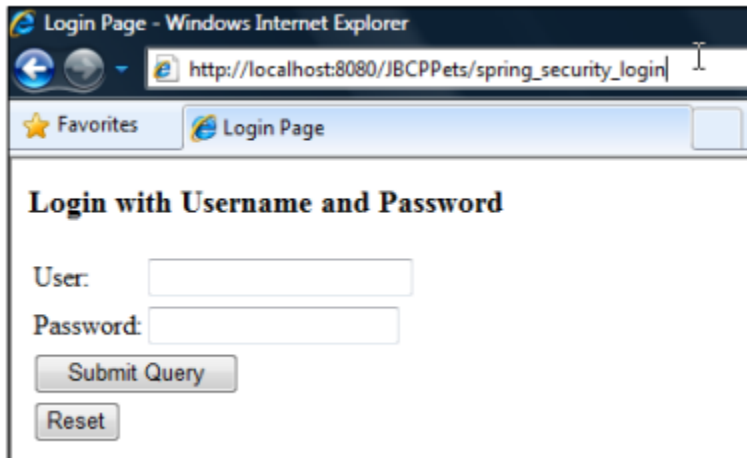 Login Page - Windows Internet Explorer
http://localhost:8080/JBCPPets/spring_security_login
Favorites
Login Page
Login with Username and Password
User:
Password:
Submit Query
Reset